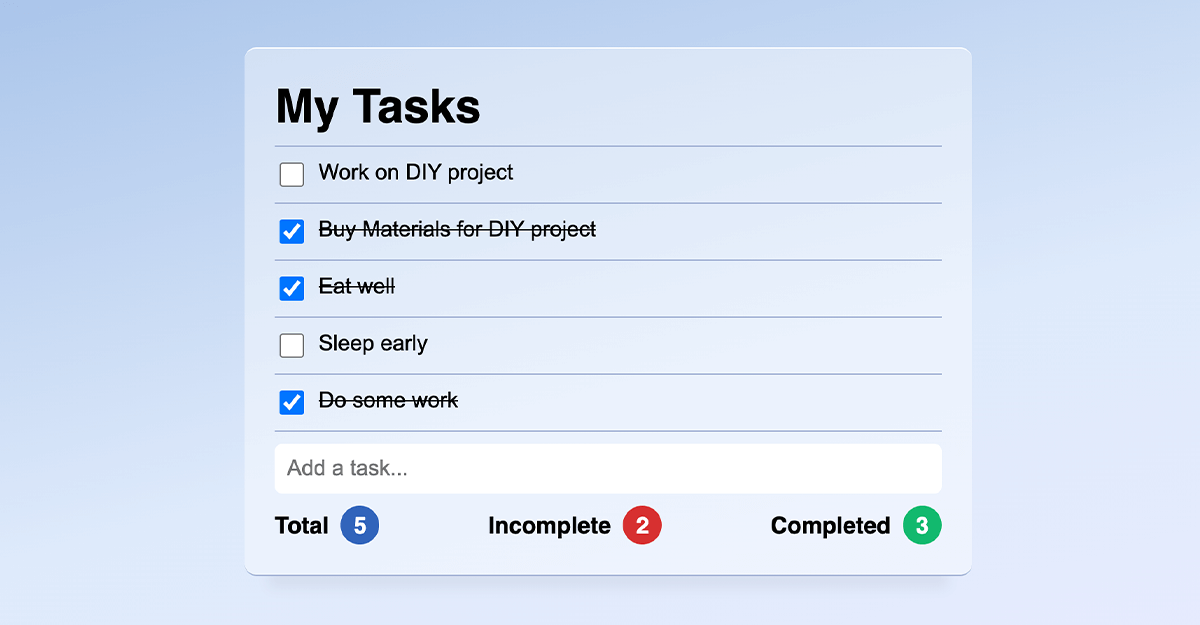 My Tasks
Work on DIY project
Buy Materials for DIY project
Eat well
Sleep early
Do some work
Add a task...
Total 5 Incomplete 2 Completed 3